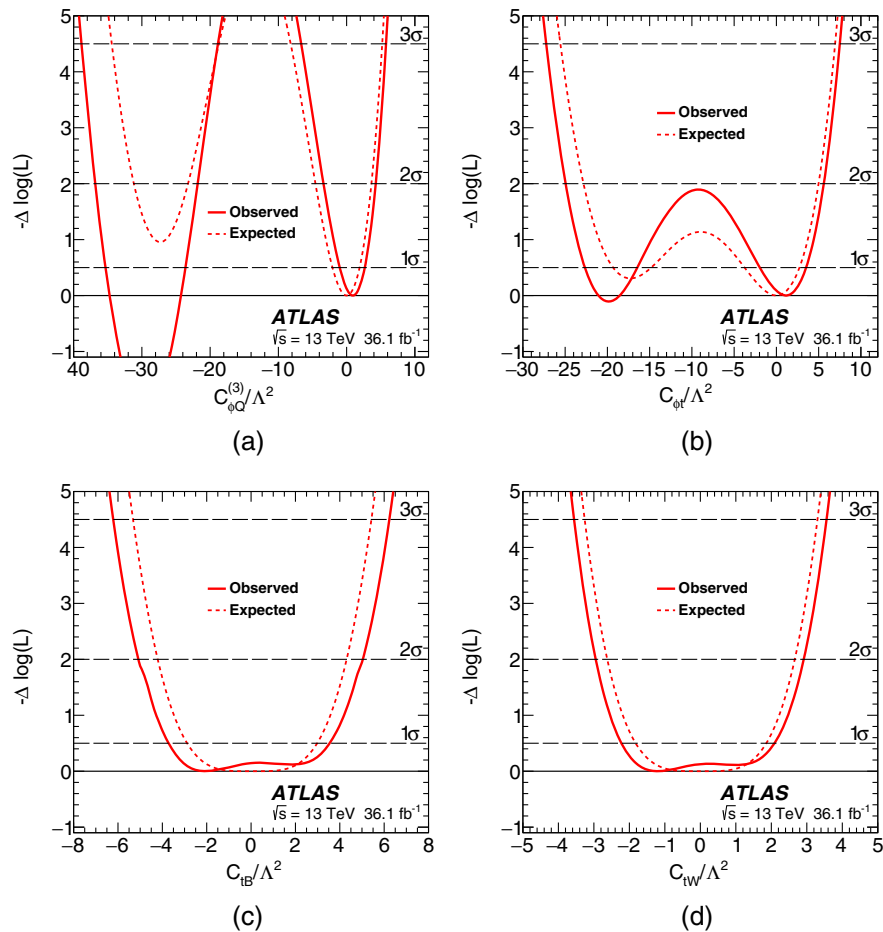 -Δ log(L)
5
4
3
2
1
0
−1
3σ
2σ
1σ
Observed
Expected
ATLAS
√s = 13 TeV 36.1 fb⁻¹
40 −30 −20 −10 0 10
C⁽³⁾ϕQ/Λ²
(a)
-Δ log(L)
5
4
3
2
1
0
−1
3σ
2σ
1σ
Observed
Expected
ATLAS
√s = 13 TeV 36.1 fb⁻¹
−30 −25 −20 −15 −10 −5 0 5 10
Cϕt/Λ²
(b)
-Δ log(L)
5
4
3
2
1
0
−1
3σ
2σ
1σ
Observed
Expected
ATLAS
√s = 13 TeV 36.1 fb⁻¹
−8 −6 −4 −2 0 2 4 6 8
CtB/Λ²
(c)
-Δ log(L)
5
4
3
2
1
0
−1
3σ
2σ
1σ
Observed
Expected
ATLAS
√s = 13 TeV 36.1 fb⁻¹
−5 −4 −3 −2 −1 0 1 2 3 4 5
CtW/Λ²
(d)